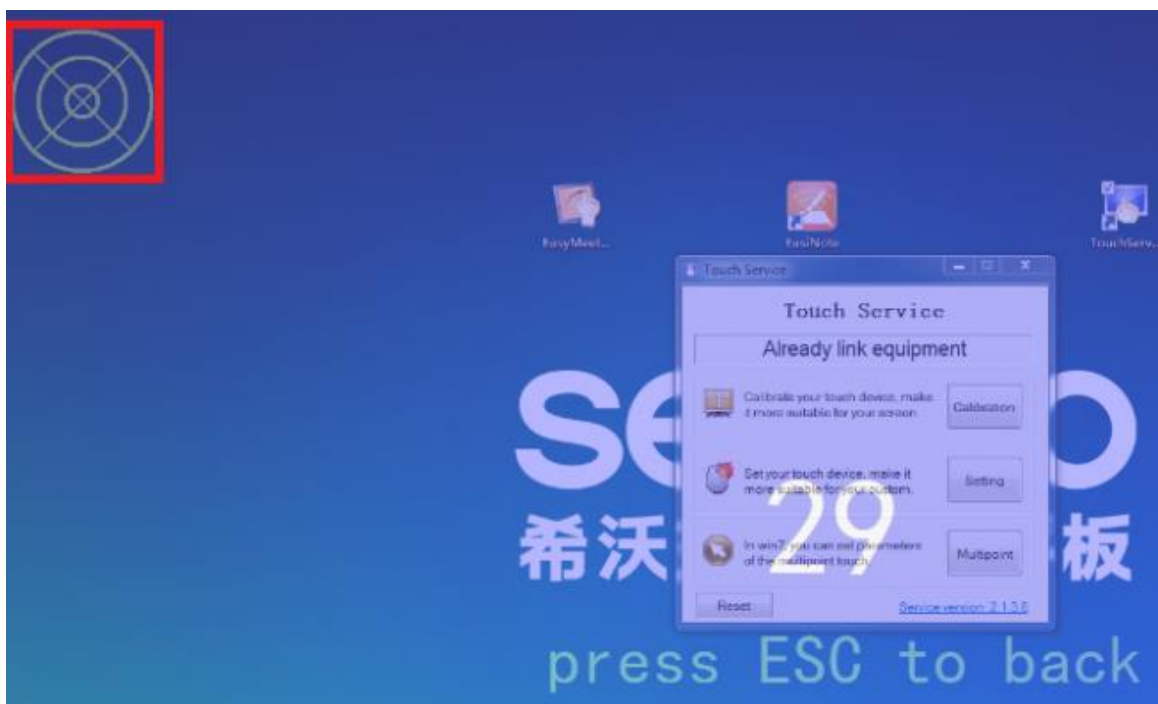 EasyMeet...
EasiNote
TouchServ...
Touch Service
Touch Service
Already link equipment
Calibrate your touch device, make
it more suitable for your screen.
Calibration
Set your touch device, make it
more suitable for your custom.
Setting
29
In win7, you can set parameters
of the multipoint touch
Multipoint
Reset
Service version: 2.1.3.6
se o
希沃 板
press ESC to back